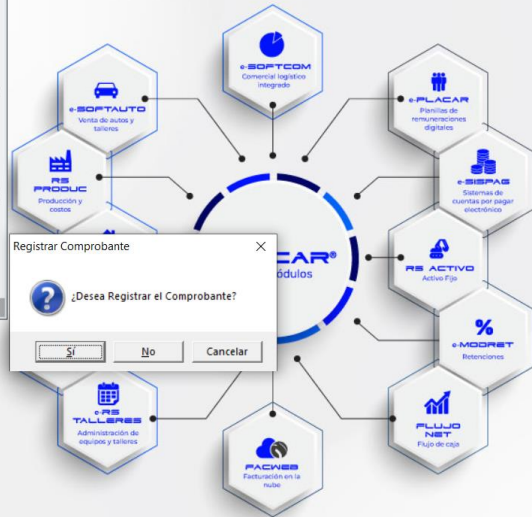 e-SOFTCOM
Comercial logístico
integrado
e-SOFTAUTO
Venta de autos y
talleres
e-PLACAR
Planillas de
remuneraciones
digitales
RS
PRODUC
Producción y
costos
e-SISPAG
Sistemas de
cuentas por pagar
electrónico
CAR®
ódulos
RS ACTIVO
Activo Fijo
Registrar Comprobante
¿Desea Registrar el Comprobante?
Sí
No
Cancelar
%
e-MODRET
Retenciones
e-RS
TALLERES
Administración de
equipos y talleres
FLUJO
NET
Flujo de caja
PACWEB
Facturación en la
nube